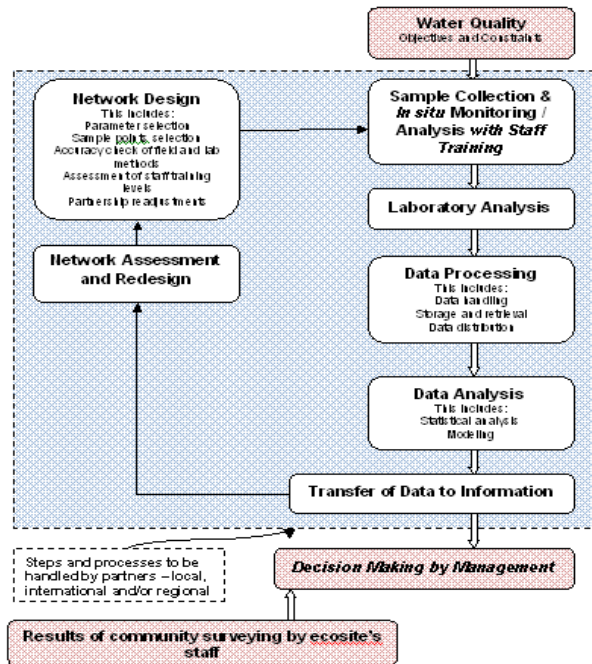 Water Quality
Objectives and Constraints
Network Design
This includes:
Parameter selection
Sample points selection
Accuracy check of field and lab
methods
Assessment of staff training
levels
Partnership readjustments
Sample Collection &
In situ Monitoring /
Analysis with Staff
Training
Laboratory Analysis
Network Assessment
and Redesign
Data Processing
This includes:
Data handling
Storage and retrieval
Data distribution
Data Analysis
This includes:
Statistical analysis
Modeling
Transfer of Data to Information
Steps and processes to be
handled by partners – local,
international and/or regional
Decision Making by Management
Results of community surveying by ecosite's
staff